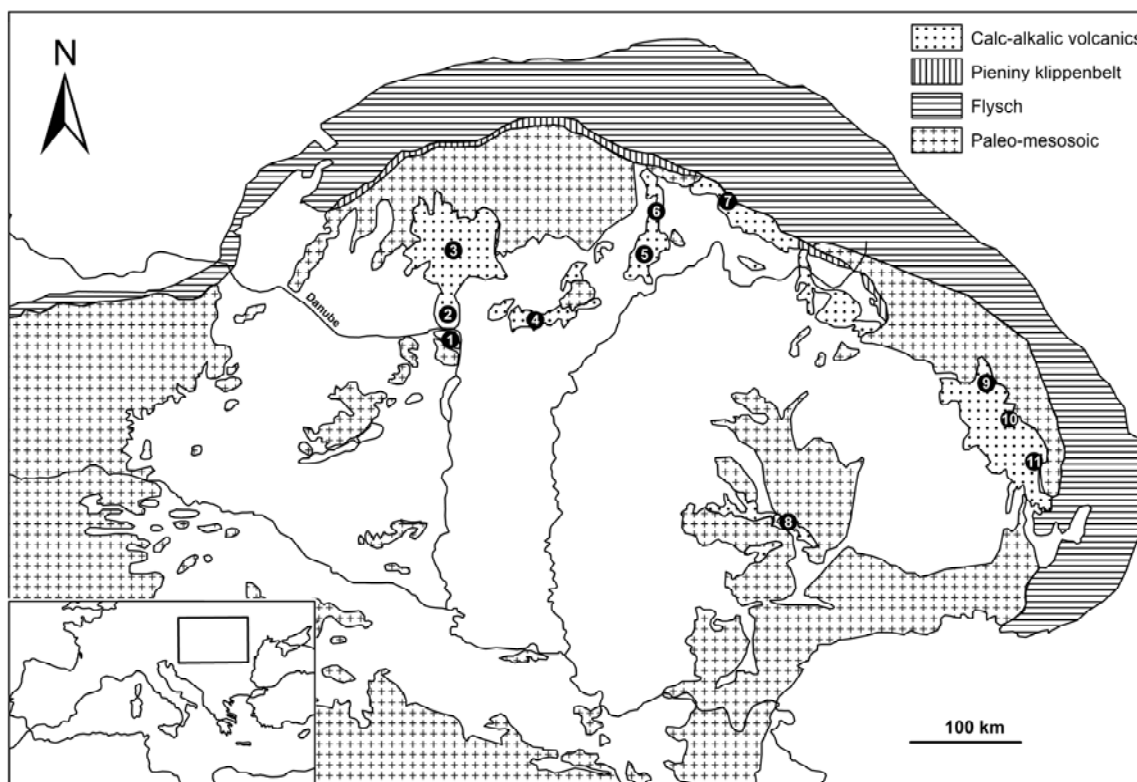 N
Calc-alkalic volcanics
Pieniny klippenbelt
Flysch
Paleo-mesosoic
7
6
3
5
Danube
2
4
1
9
10
11
8
100 km